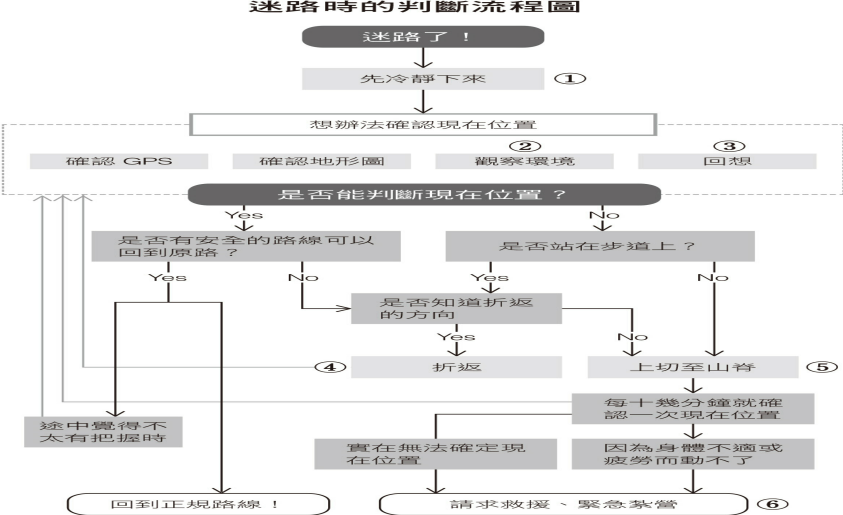 迷路時的判斷流程圖
迷路了！
先冷靜下來 ①
想辦法確認現在位置
② ③
確認 GPS 確認地形圖 觀察環境 回想
是否能判斷現在位置？
Yes No
是否有安全的路線可以
回到原路？
是否站在步道上？
Yes No Yes No
是否知道折返
的方向
Yes No
④ 折返 上切至山脊 ⑤
每十幾分鐘就確
認一次現在位置
途中覺得不
太有把握時
實在無法確定現
在位置
因為身體不適或
疲勞而動不了
回到正規路線！ 請求救援、緊急紮營 ⑥